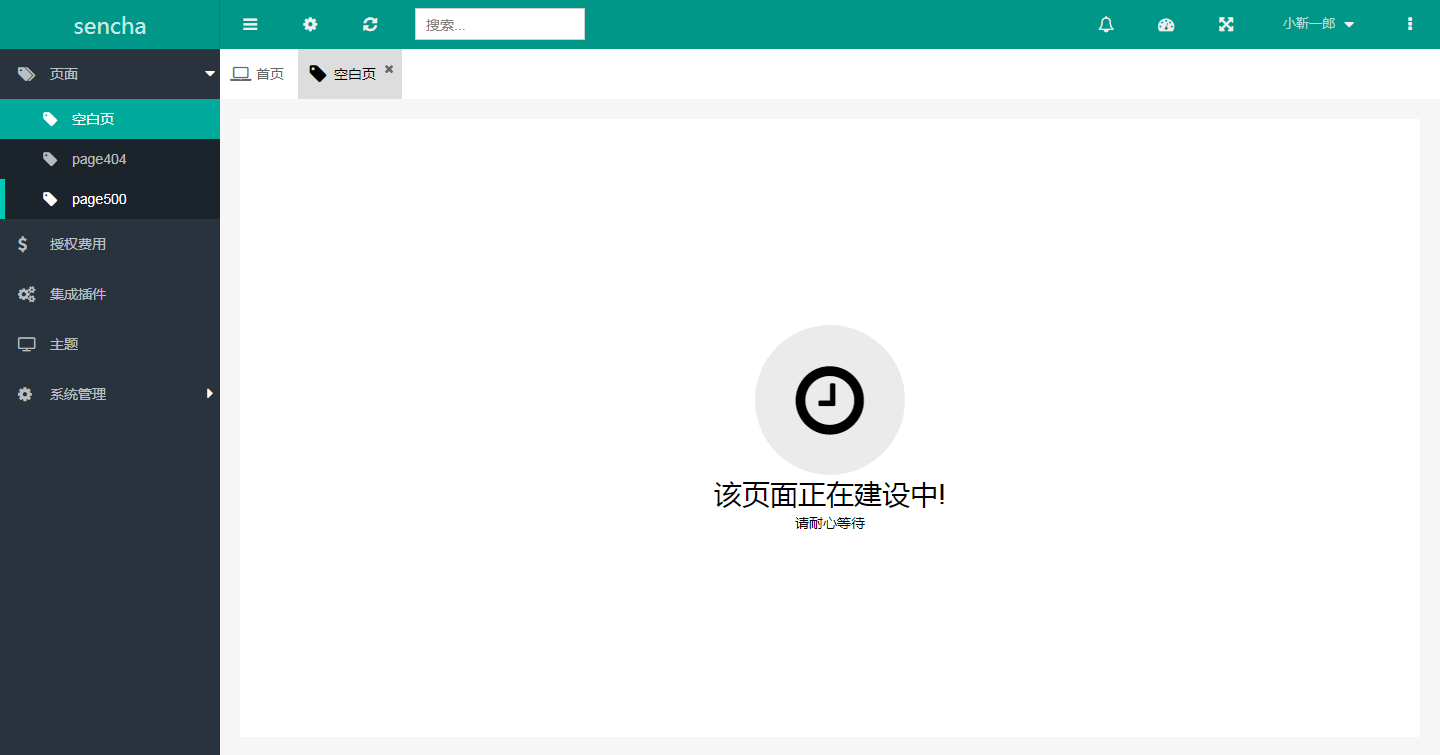 sencha
搜索...
小靳一郎
页面
空白页
page404
page500
授权费用
集成插件
主题
系统管理
首页
空白页
该页面正在建设中!
请耐心等待